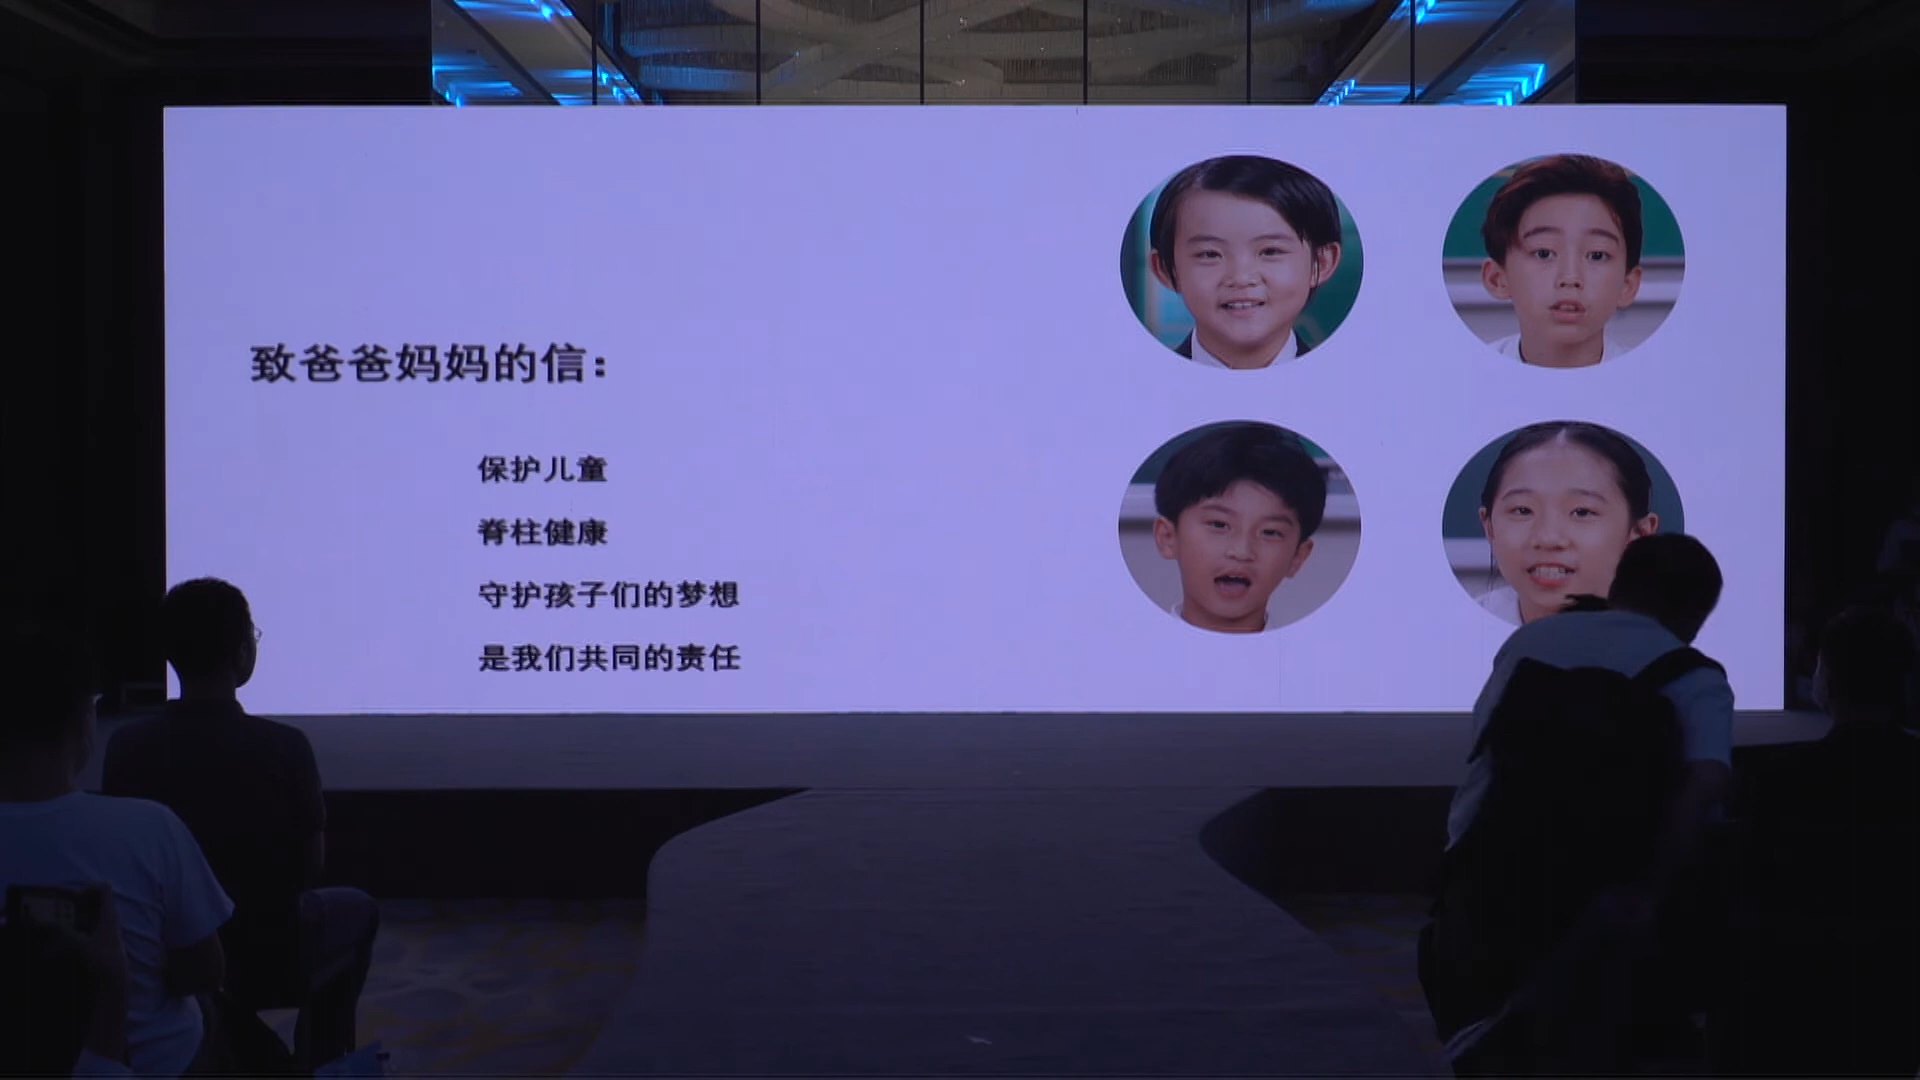 致爸爸妈妈的信：
保护儿童
脊柱健康
守护孩子们的梦想
是我们共同的责任